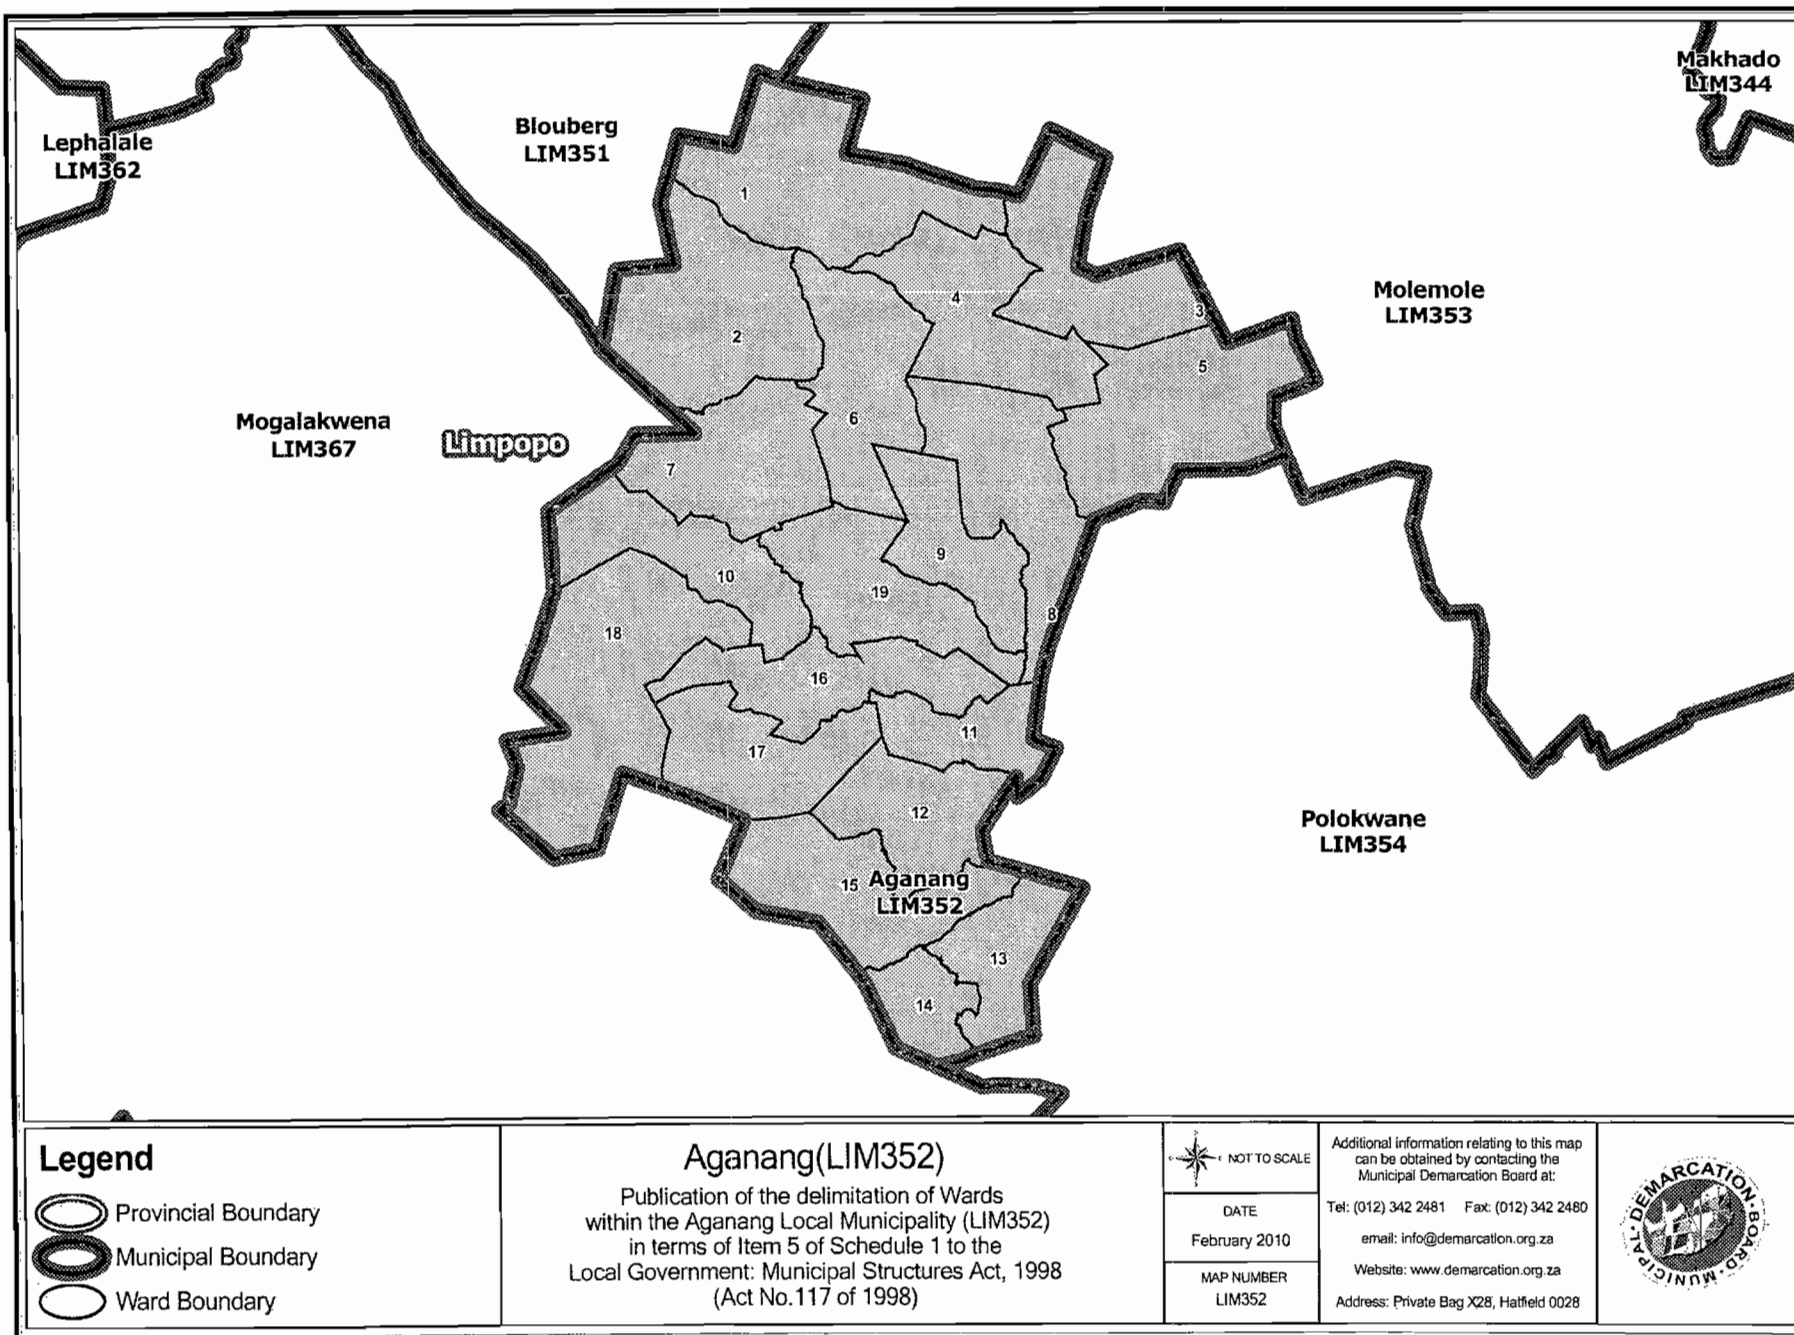 Makhado
LIM344
Blouberg
LIM351
Lephalale
LIM362
1
Molemole
LIM353
4
3
2
5
Mogalakwena
LIM367
Limpopo
6
7
9
10
19
8
18
16
11
17
12
Polokwane
LIM354
15
Aganang
LIM352
13
14
Legend
Provincial Boundary
Municipal Boundary
Ward Boundary
Aganang(LIM352)
Publication of the delimitation of Wards
within the Aganang Local Municipality (LIM352)
in terms of Item 5 of Schedule 1 to the
Local Government: Municipal Structures Act, 1998
(Act No.117 of 1998)
NOT TO SCALE
DATE
February 2010
MAP NUMBER
LIM352
Additional information relating to this map
can be obtained by contacting the
Municipal Demarcation Board at:
Tel: (012) 342 2481 Fax: (012) 342 2480
email: info@demarcation.org.za
Website: www.demarcation.org.za
Address: Private Bag X28, Hatfield 0028
MUNICIPAL DEMARCATION BOARD